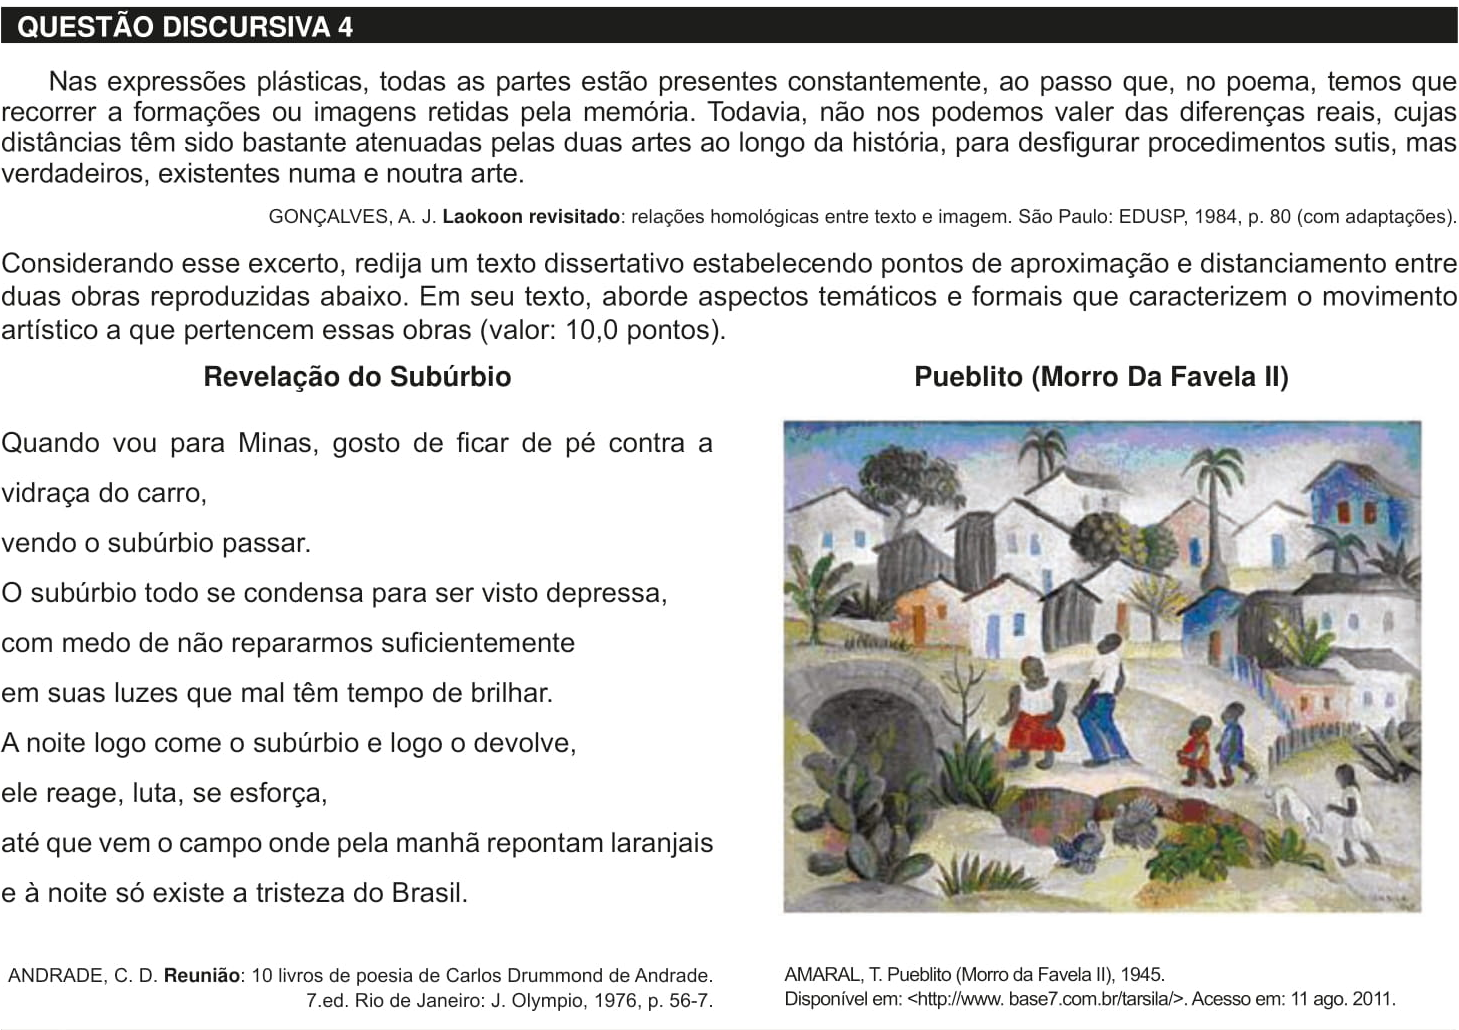 QUESTÃO DISCURSIVA 4
Nas expressões plásticas, todas as partes estão presentes constantemente, ao passo que, no poema, temos que
recorrer a formações ou imagens retidas pela memória. Todavia, não nos podemos valer das diferenças reais, cujas
distâncias têm sido bastante atenuadas pelas duas artes ao longo da história, para desfigurar procedimentos sutis, mas
verdadeiros, existentes numa e noutra arte.
GONÇALVES, A. J. Laokoon revisitado: relações homológicas entre texto e imagem. São Paulo: EDUSP, 1984, p. 80 (com adaptações).
Considerando esse excerto, redija um texto dissertativo estabelecendo pontos de aproximação e distanciamento entre
duas obras reproduzidas abaixo. Em seu texto, aborde aspectos temáticos e formais que caracterizem o movimento
artístico a que pertencem essas obras (valor: 10,0 pontos).
Revelação do Subúrbio
Quando vou para Minas, gosto de ficar de pé contra a
vidraça do carro,
vendo o subúrbio passar.
O subúrbio todo se condensa para ser visto depressa,
com medo de não repararmos suficientemente
em suas luzes que mal têm tempo de brilhar.
A noite logo come o subúrbio e logo o devolve,
ele reage, luta, se esforça,
até que vem o campo onde pela manhã repontam laranjais
e à noite só existe a tristeza do Brasil.
ANDRADE, C. D. Reunião: 10 livros de poesia de Carlos Drummond de Andrade.
7.ed. Rio de Janeiro: J. Olympio, 1976, p. 56-7.
Pueblito (Morro Da Favela II)
AMARAL, T. Pueblito (Morro da Favela II), 1945.
Disponível em: <http://www. base7.com.br/tarsila/>. Acesso em: 11 ago. 2011.